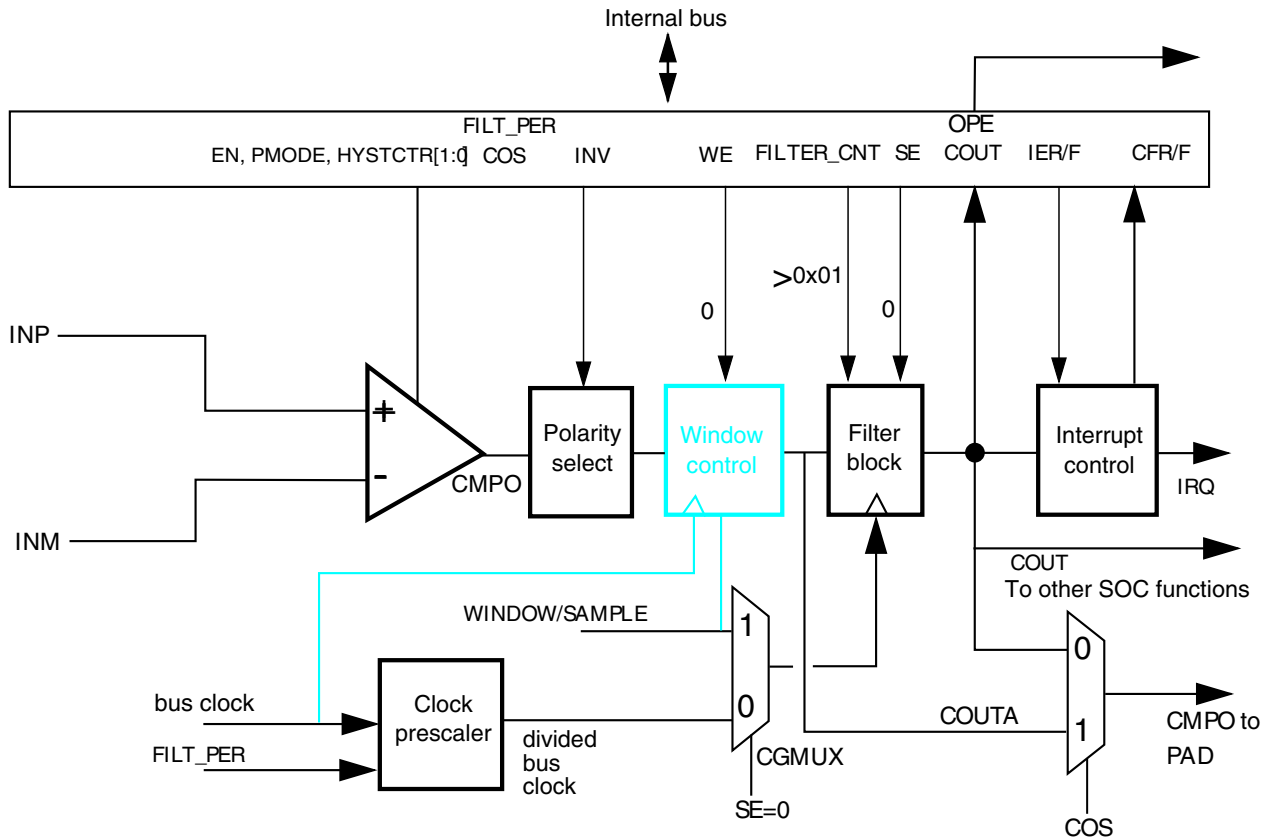 Internal bus
FILT_PER
OPE
EN, PMODE, HYSTCTR[1:0]
COS
INV
WE
FILTER_CNT
SE
COUT
IER/F
CFR/F
>0x01
0
0
INP
+
-
INM
CMPO
Polarity
select
Window
control
Filter
block
Interrupt
control
IRQ
COUT
To other SOC functions
WINDOW/SAMPLE
1
0
bus clock
FILT_PER
Clock
prescaler
divided
bus
clock
CGMUX
SE=0
COUTA
0
1
CMPO to
PAD
COS